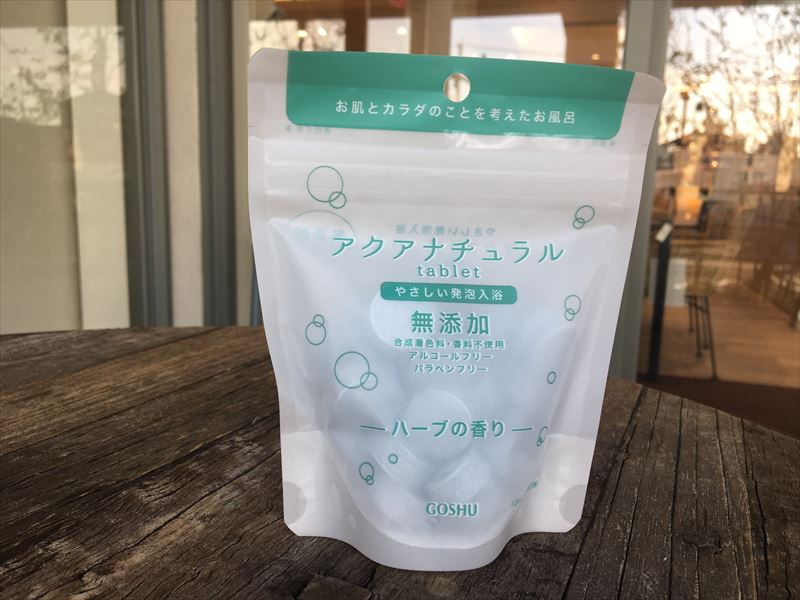 お肌とカラダのことを考えたお風呂
アクアナチュラル
tablet
やさしい発泡入浴
無添加
合成着色料・香料不使用
アルコールフリー
パラベンフリー
ハーブの香り
GOSHU